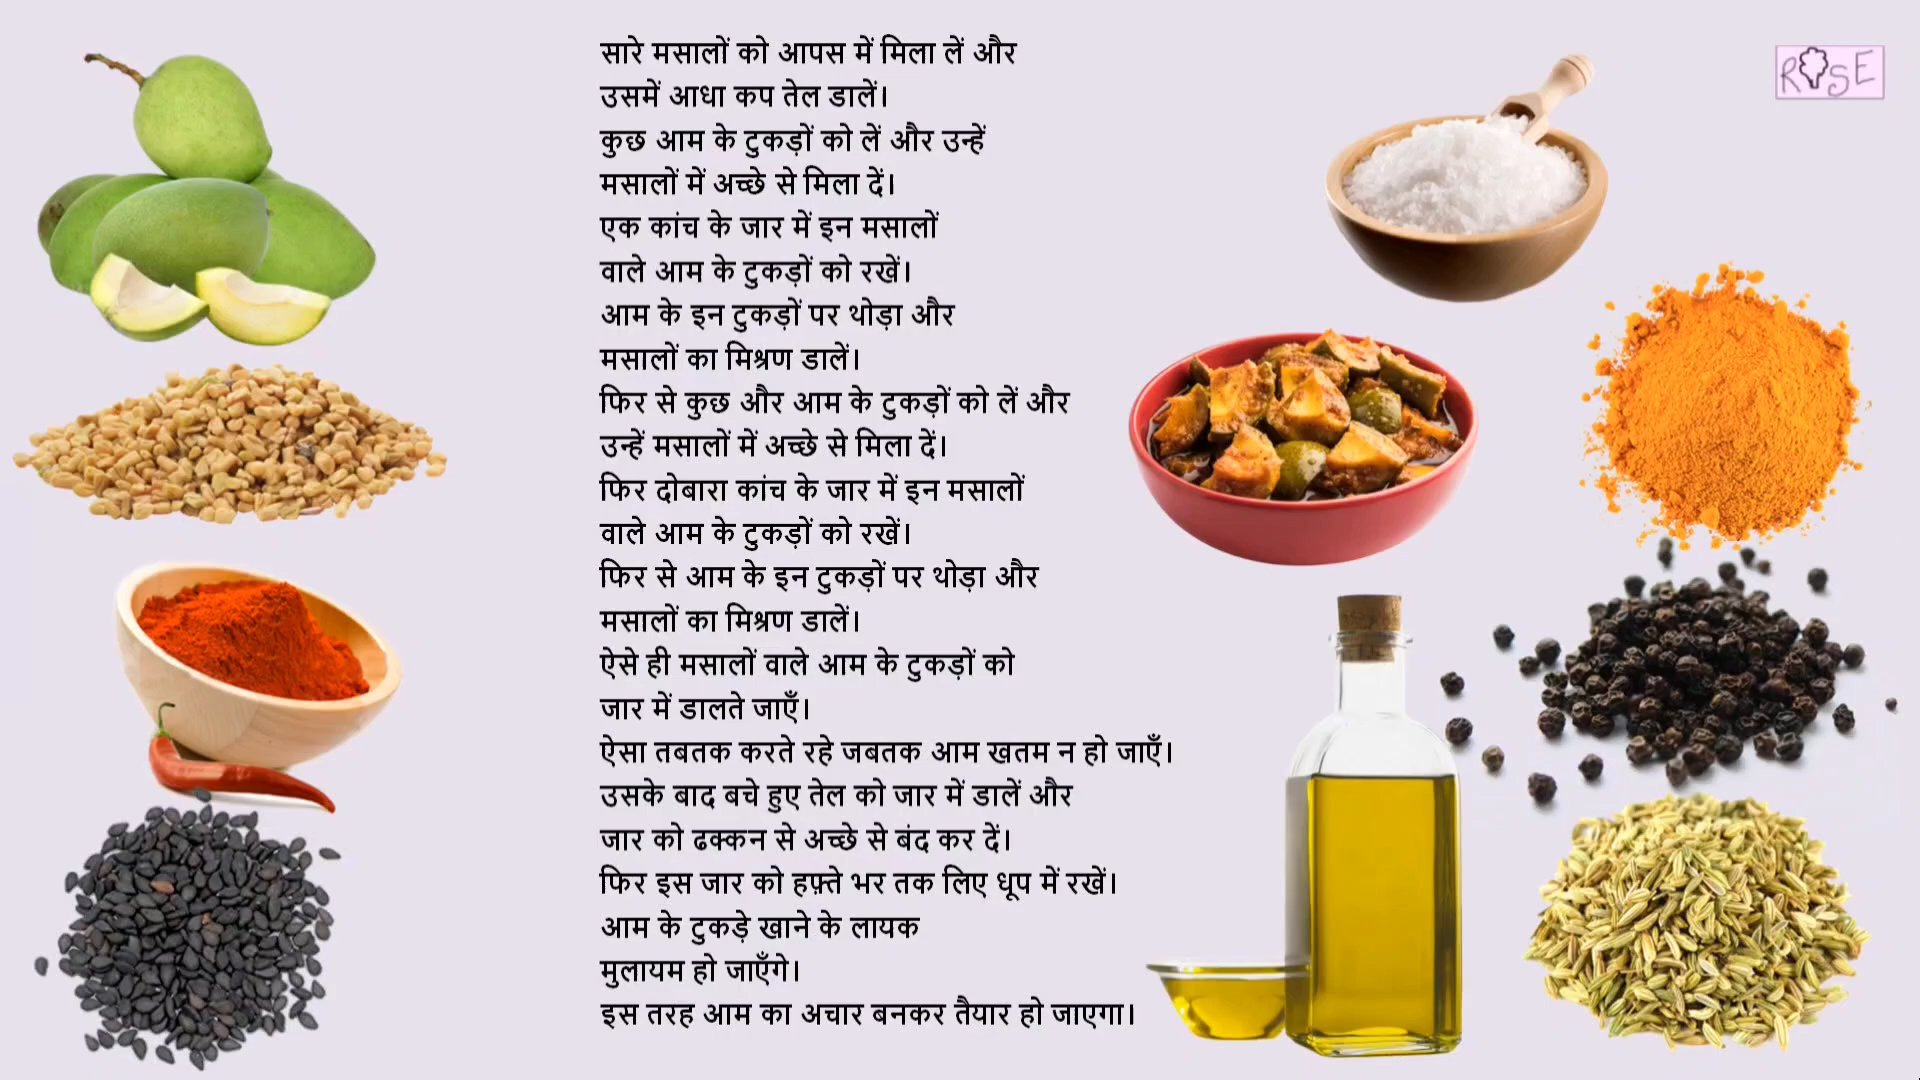 सारे मसालों को आपस में मिला लें और
उसमें आधा कप तेल डालें।
कुछ आम के टुकड़ों को लें और उन्हें
मसालों में अच्छे से मिला दें।
एक कांच के जार में इन मसालों
वाले आम के टुकड़ों को रखें।
आम के इन टुकड़ों पर थोड़ा और
मसालों का मिश्रण डालें।
फिर से कुछ और आम के टुकड़ों को लें और
उन्हें मसालों में अच्छे से मिला दें।
फिर दोबारा कांच के जार में इन मसालों
वाले आम के टुकड़ों को रखें।
फिर से आम के इन टुकड़ों पर थोड़ा और
मसालों का मिश्रण डालें।
ऐसे ही मसालों वाले आम के टुकड़ों को
जार में डालते जाएँ।
ऐसा तबतक करते रहे जबतक आम खतम न हो जाएँ।
उसके बाद बचे हुए तेल को जार में डालें और
जार को ढक्कन से अच्छे से बंद कर दें।
फिर इस जार को हफ़्ते भर तक लिए धूप में रखें।
आम के टुकड़े खाने के लायक
मुलायम हो जाएँगे।
इस तरह आम का अचार बनकर तैयार हो जाएगा।
ROSE